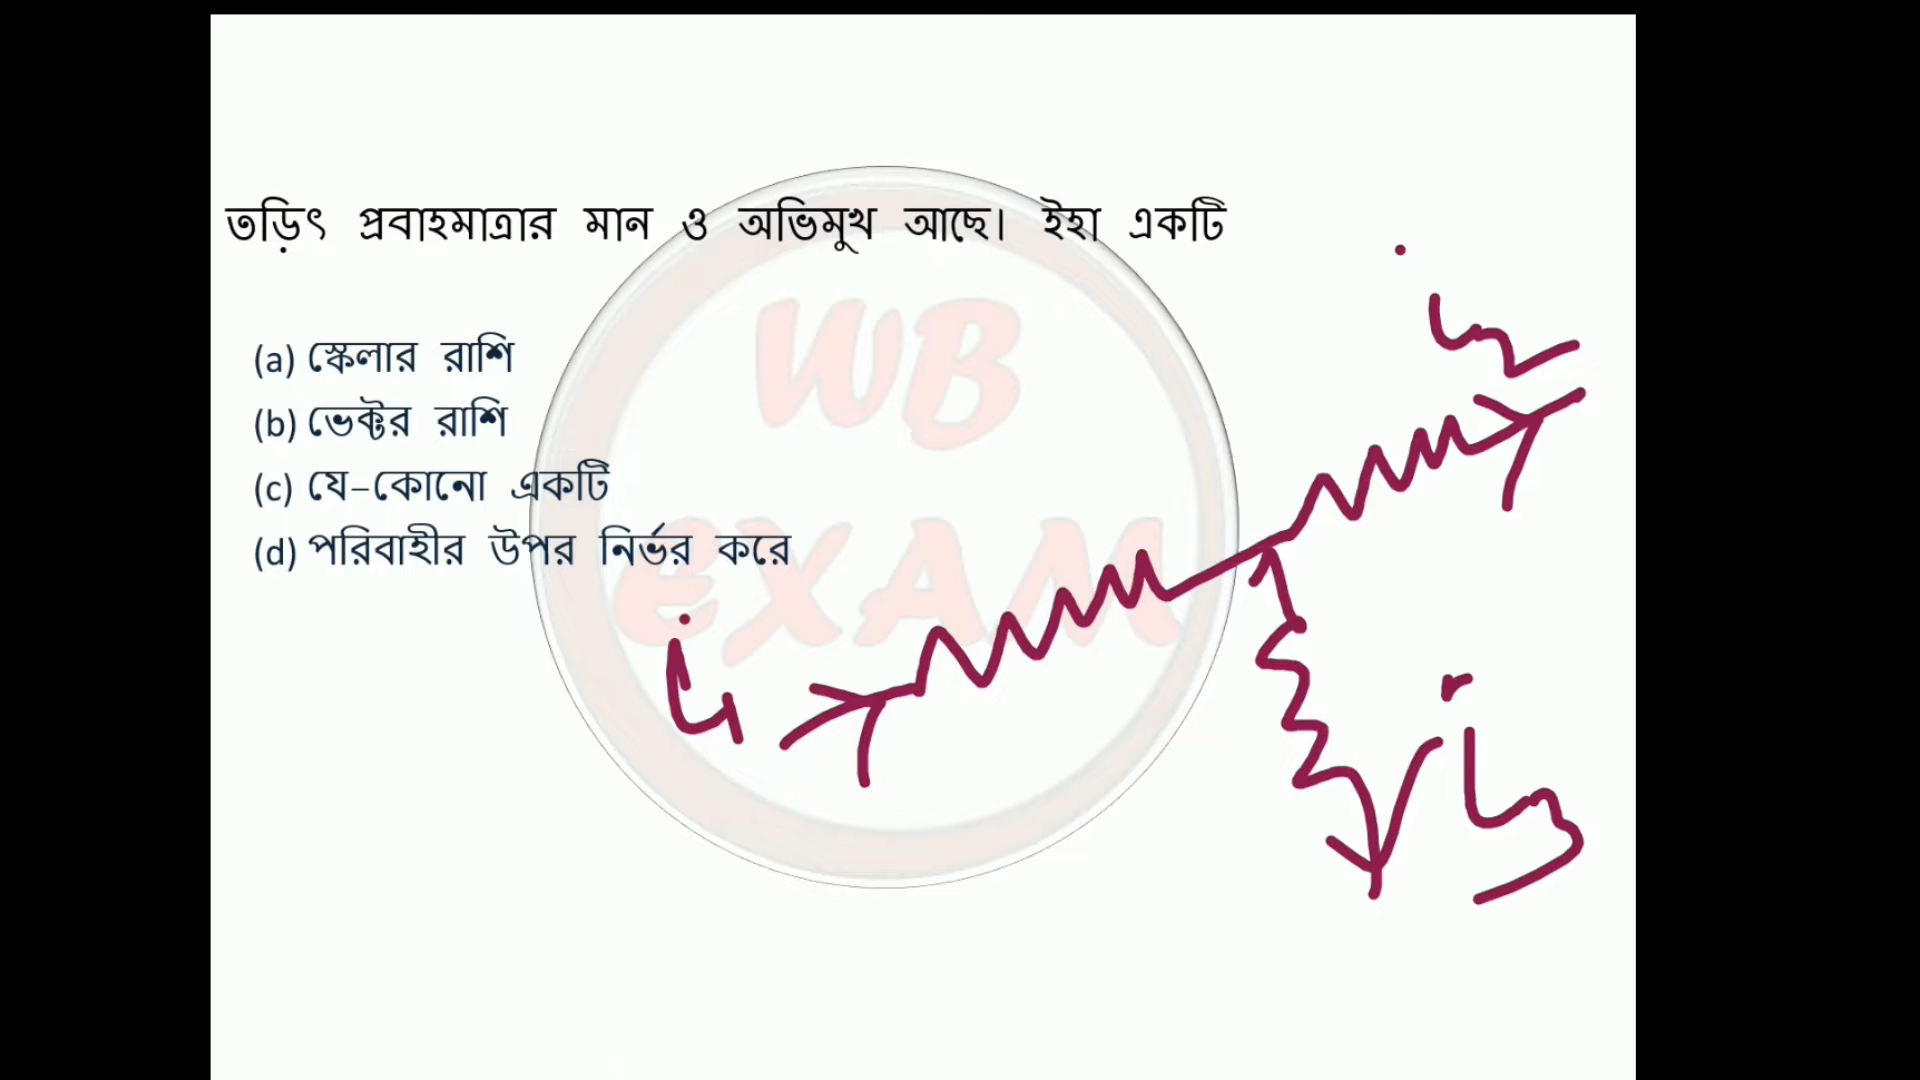 তড়িৎ প্রবাহমাত্রার মান ও অভিমুখ আছে। ইহা একটি
(a) স্কেলার রাশি
(b) ভেক্টর রাশি
(c) যে-কোনো একটি
(d) পরিবাহীর উপর নির্ভর করে
WB
EXAM
i₁
i₂
i₃